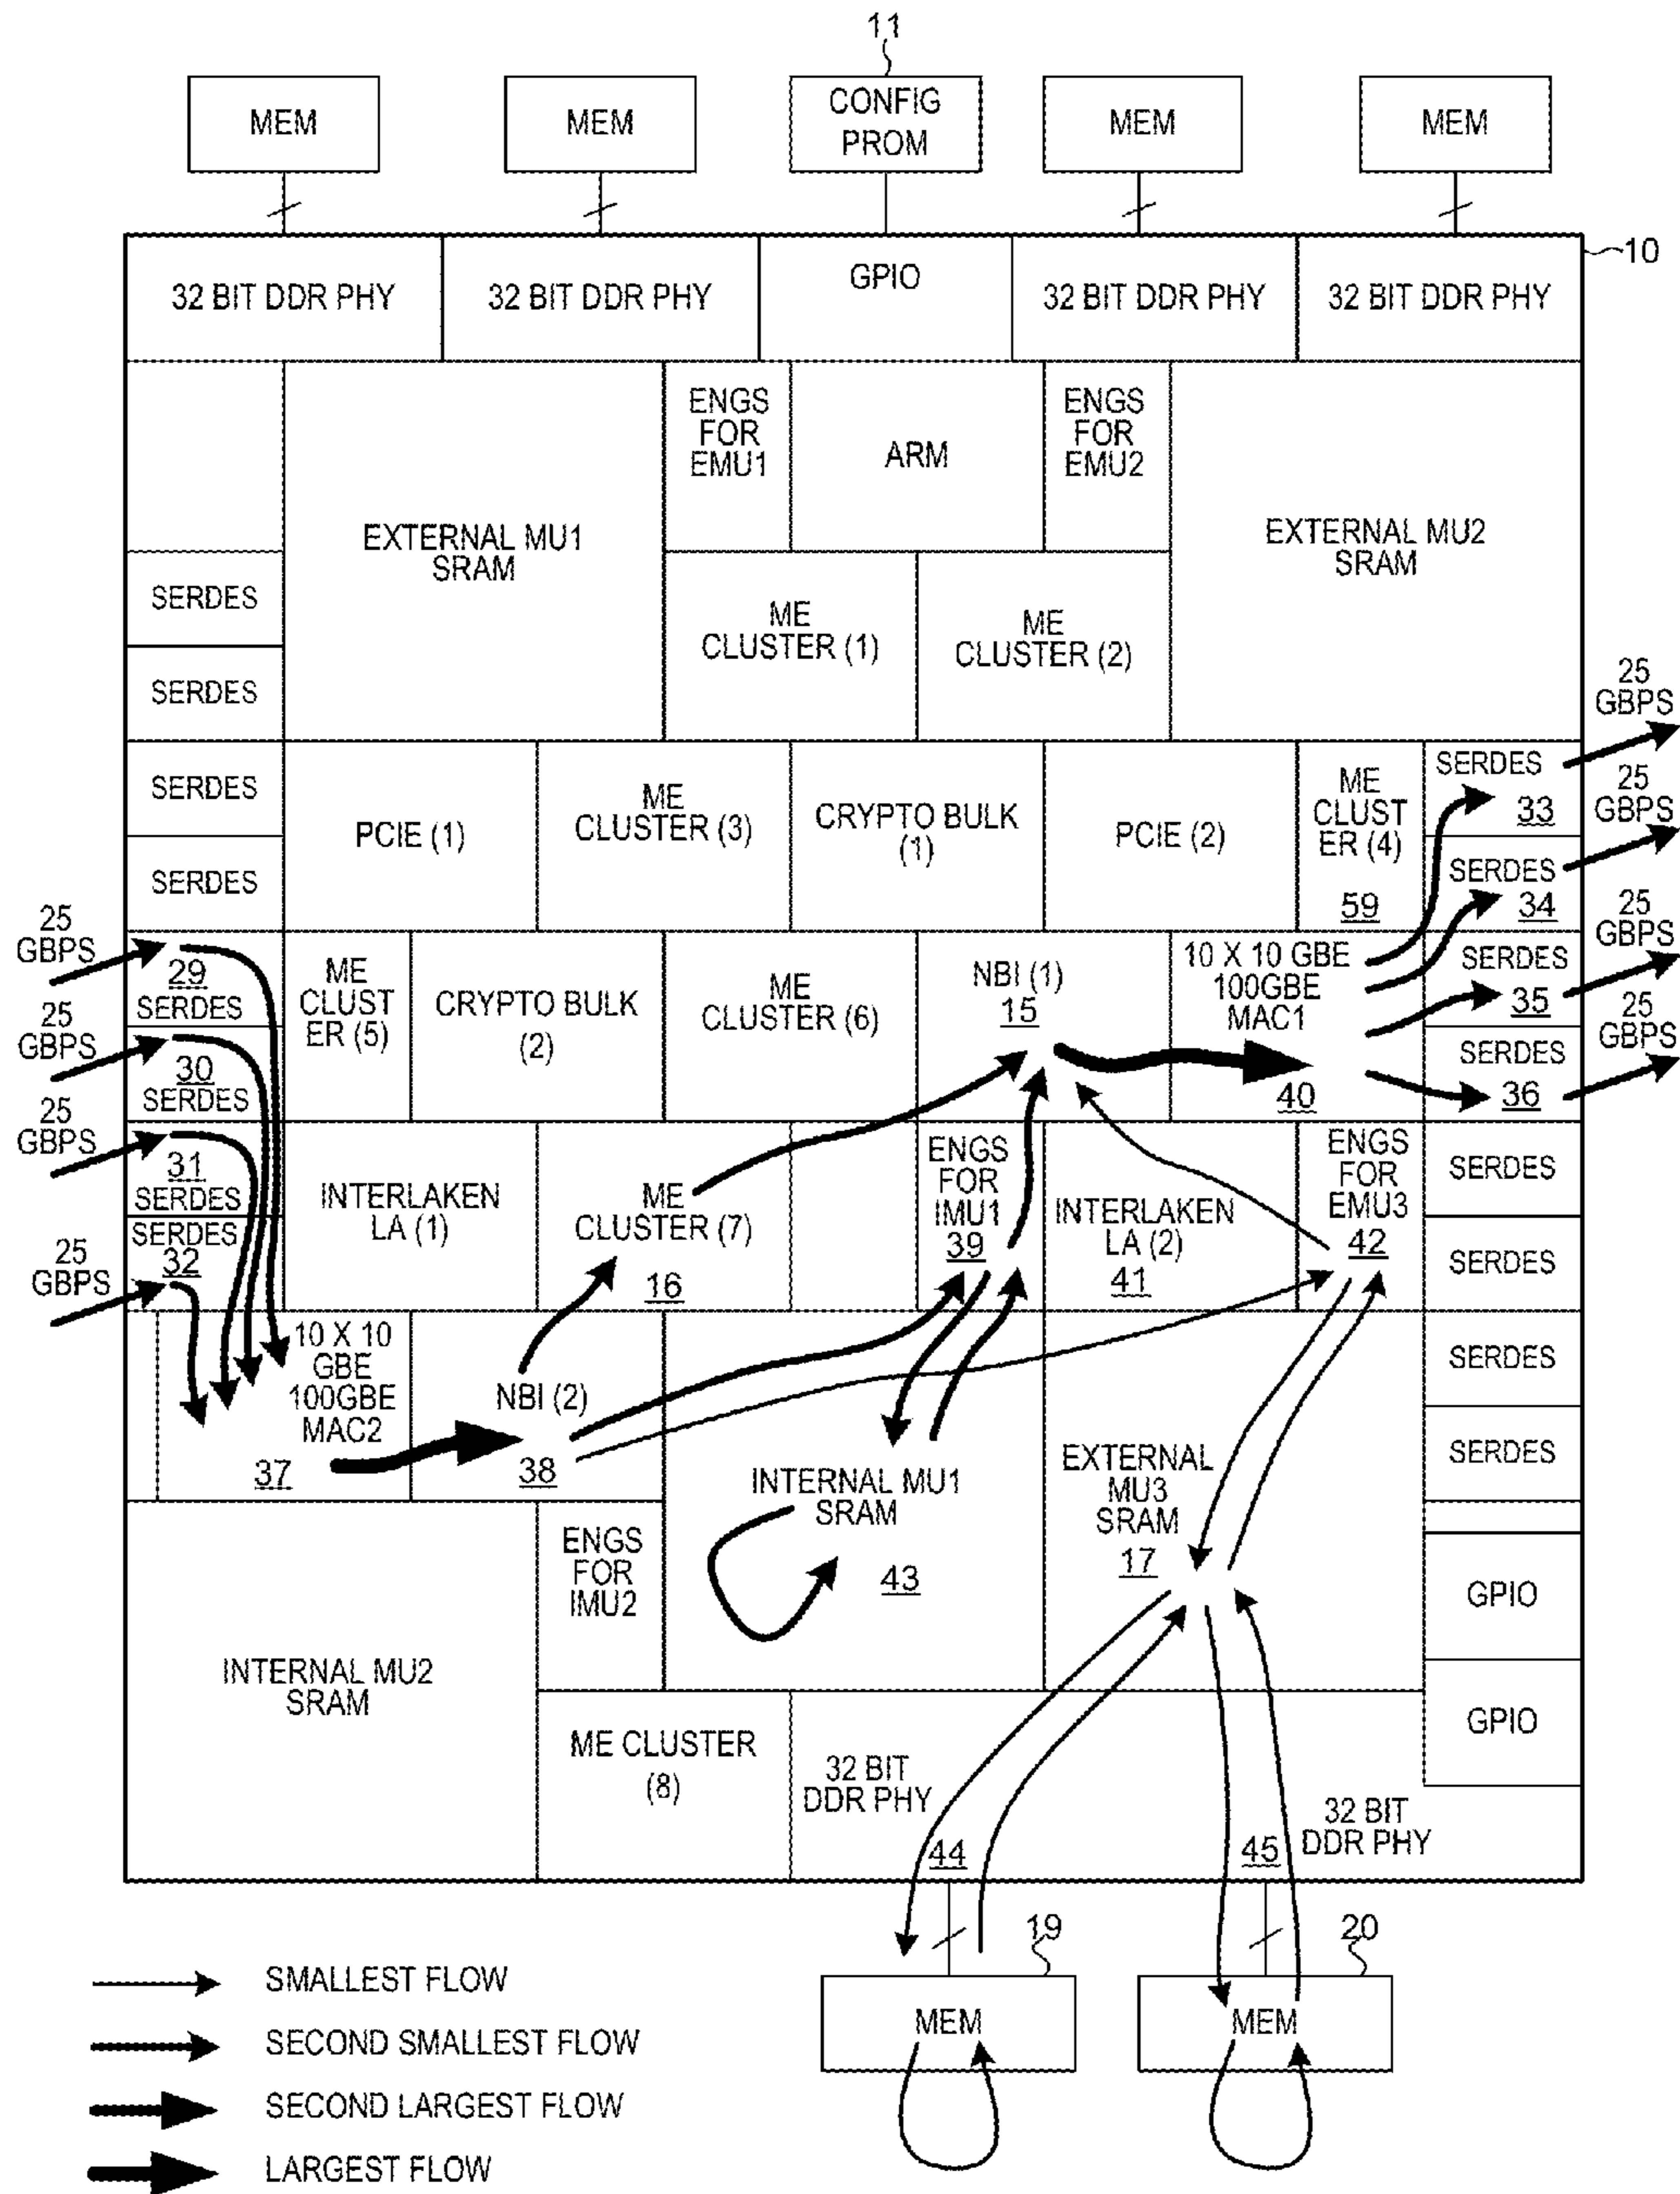 11
MEM
MEM
CONFIG
PROM
MEM
MEM
10
32 BIT DDR PHY
32 BIT DDR PHY
GPIO
32 BIT DDR PHY
32 BIT DDR PHY
ENGS
FOR
EMU1
ARM
ENGS
FOR
EMU2
EXTERNAL MU1
SRAM
EXTERNAL MU2
SRAM
SERDES
SERDES
ME
CLUSTER (1)
ME
CLUSTER (2)
25
GBPS
SERDES
SERDES
PCIE (1)
ME
CLUSTER (3)
CRYPTO BULK
(1)
PCIE (2)
ME
CLUST
ER (4)
59
SERDES
33
25
GBPS
SERDES
34
25
GBPS
29
SERDES
25
GBPS
30
SERDES
ME
CLUST
ER (5)
CRYPTO BULK
(2)
ME
CLUSTER (6)
NBI (1)
15
10 X 10 GBE
100GBE
MAC1
40
SERDES
35
25
GBPS
SERDES
36
25
GBPS
25
GBPS
31
SERDES
25
GBPS
SERDES
32
INTERLAKEN
LA (1)
ME
CLUSTER (7)
16
ENGS
FOR
IMU1
39
INTERLAKEN
LA (2)
41
ENGS
FOR
EMU3
42
SERDES
SERDES
10 X 10
GBE
100GBE
MAC2
37
NBI (2)
38
INTERNAL MU1
SRAM
43
EXTERNAL
MU3
SRAM
17
SERDES
SERDES
ENGS
FOR
IMU2
GPIO
INTERNAL MU2
SRAM
GPIO
ME CLUSTER
(8)
32 BIT
DDR PHY
44
45
32 BIT
DDR PHY
19
20
MEM
MEM
SMALLEST FLOW
SECOND SMALLEST FLOW
SECOND LARGEST FLOW
LARGEST FLOW